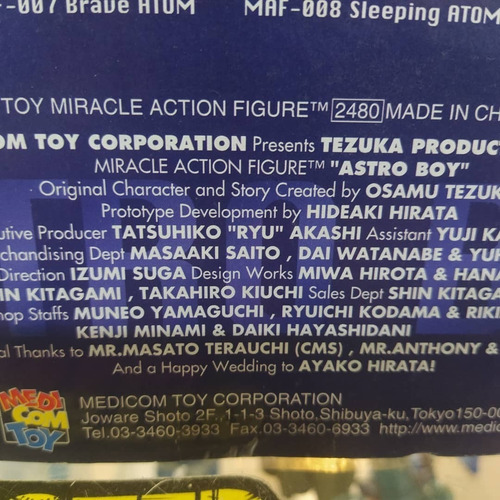 -007 Brave ATOM MAF-008 Sleeping ATOM
TOY MIRACLE ACTION FIGURE™ 2480 MADE IN CH
OM TOY CORPORATION Presents TEZUKA PRODUCT
MIRACLE ACTION FIGURE™ "ASTRO BOY"
Original Character and Story Created by OSAMU TEZUK
Prototype Development by HIDEAKI HIRATA
utive Producer TATSUHIKO "RYU" AKASHI Assistant YUJI KA
chandising Dept MASAAKI SAITO , DAI WATANABE & YUK
Direction IZUMI SUGA Design Works MIWA HIROTA & HANA
IN KITAGAMI , TAKAHIRO KIUCHI Sales Dept SHIN KITAGA
hop Staffs MUNEO YAMAGUCHI , RYUICHI KODAMA & RIKI
KENJI MINAMI & DAIKI HAYASHIDANI
al Thanks to MR.MASATO TERAUCHI (CMS) , MR.ANTHONY &
And a Happy Wedding to AYAKO HIRATA!
MEDI
COM
TOY
MEDICOM TOY CORPORATION
Joware Shoto 2F.,1-1-3 Shoto,Shibuya-ku,Tokyo150-00
Tel.03-3460-3933 Fax.03-3460-6933 http://www.medic